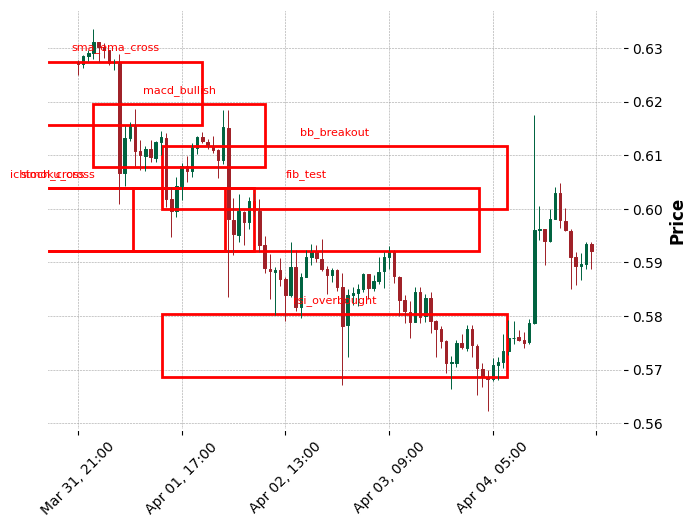 sma_ema_cross
0.63
macd_bullish
0.62
bb_breakout
0.61
fib_test
0.60
Price
0.59
rsi_overbought
0.58
0.57
0.56
Mar 31, 21:00
Apr 01, 17:00
Apr 02, 13:00
Apr 03, 09:00
Apr 04, 05:00